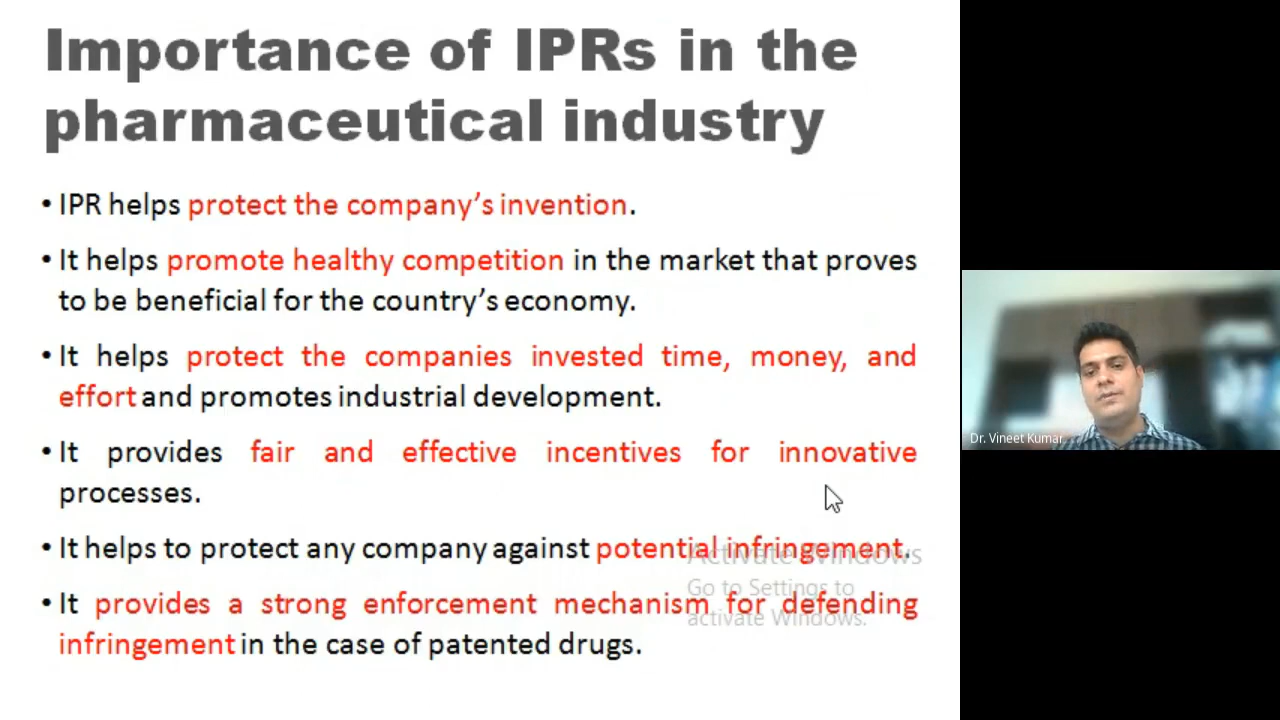 Importance of IPRs in the
pharmaceutical industry
• IPR helps protect the company’s invention.
• It helps promote healthy competition in the market that proves
to be beneficial for the country’s economy.
• It helps protect the companies invested time, money, and
effort and promotes industrial development.
• It provides fair and effective incentives for innovative
processes.
• It helps to protect any company against potential infringement.
• It provides a strong enforcement mechanism for defending
infringement in the case of patented drugs.
Activate Windows
Go to Settings to
activate Windows.
Dr. Vineet Kumar